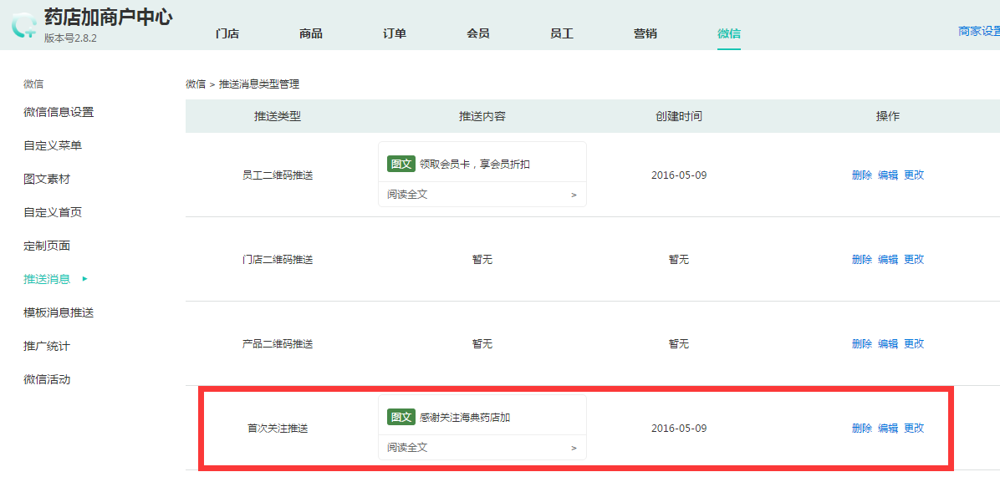 药店加商户中心
版本号2.8.2
门店 商品 订单 会员 员工 营销 微信 商家设置
微信
微信信息设置
自定义菜单
图文素材
自定义首页
定制页面
推送消息
模板消息推送
推广统计
微信活动
微信 > 推送消息类型管理
推送类型 推送内容 创建时间 操作
员工二维码推送 图文 领取会员卡，享会员折扣 2016-05-09 删除 编辑 更改
阅读全文 >
门店二维码推送 暂无 暂无 删除 编辑 更改
产品二维码推送 暂无 暂无 删除 编辑 更改
首次关注推送 图文 感谢关注海典药店加 2016-05-09 删除 编辑 更改
阅读全文 >